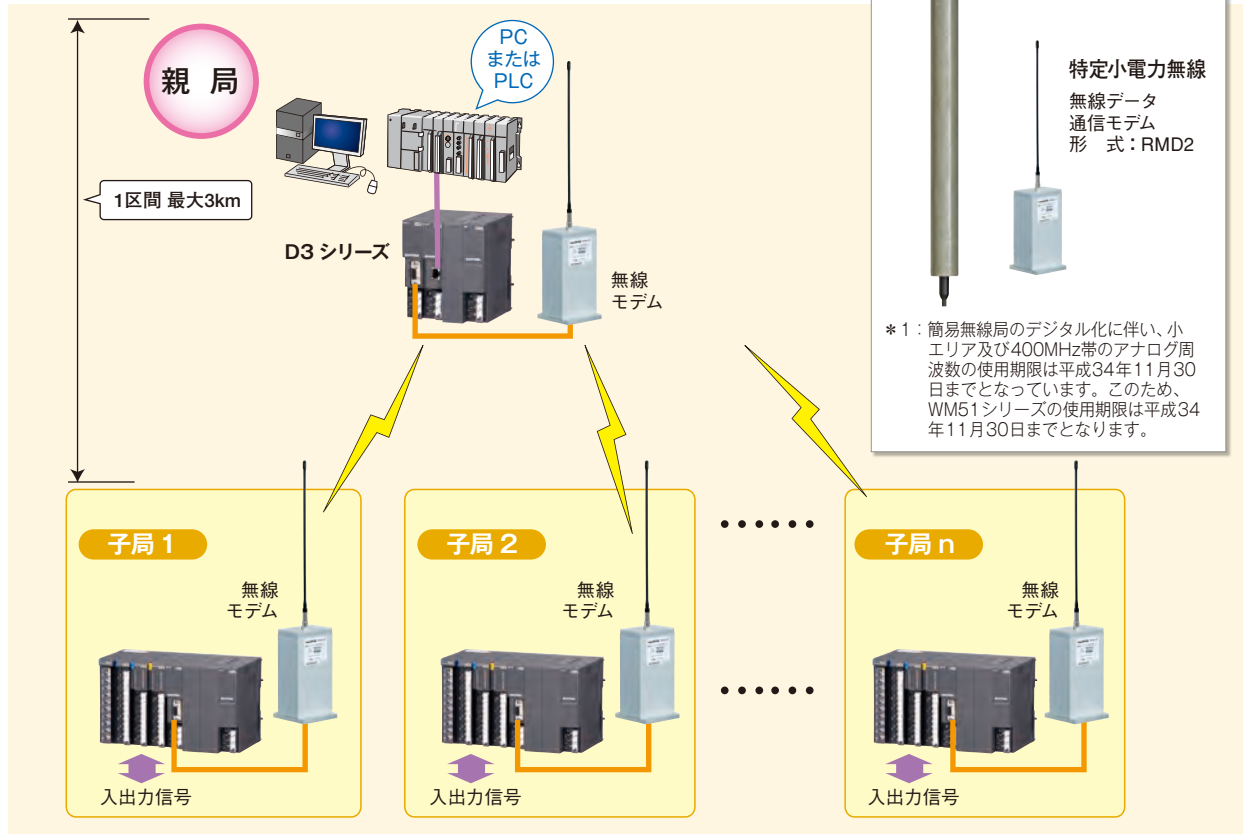 親 局
PC
または
PLC
1区間 最大3km
D3 シリーズ
無線
モデム
特定小電力無線
無線データ
通信モデム
形 式：RMD2
＊1：簡易無線局のデジタル化に伴い、小
エリア及び400MHz帯のアナログ周
波数の使用期限は平成34年11月30
日までとなっています。このため、
WM51シリーズの使用期限は平成34
年11月30日までとなります。
子局 1
無線
モデム
入出力信号
子局 2
無線
モデム
入出力信号
子局 n
無線
モデム
入出力信号